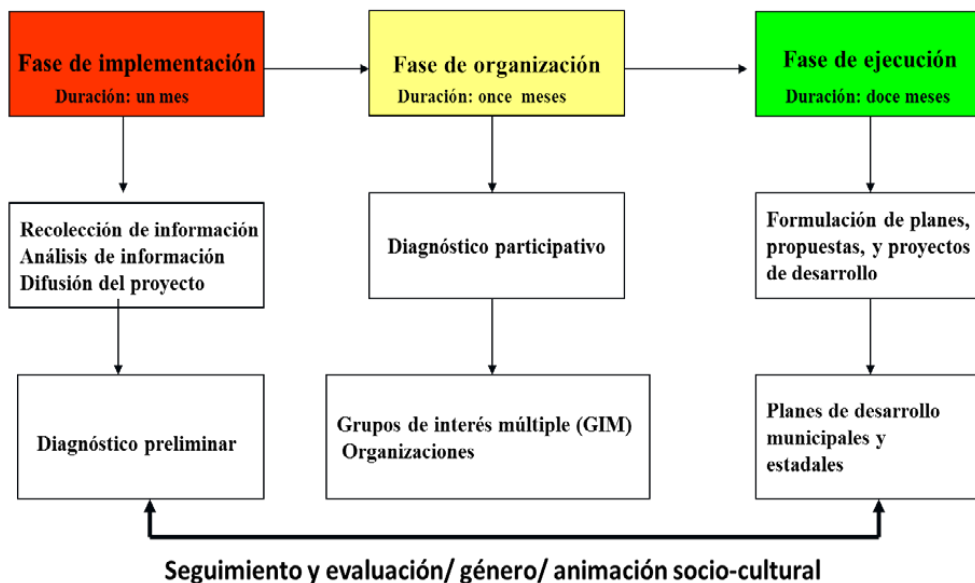 Fase de implementación
Duración: un mes
Fase de organización
Duración: once meses
Fase de ejecución
Duración: doce meses
Recolección de información
Análisis de información
Difusión del proyecto
Diagnóstico participativo
Formulación de planes,
propuestas, y proyectos
de desarrollo
Diagnóstico preliminar
Grupos de interés múltiple (GIM)
Organizaciones
Planes de desarrollo
municipales y
estadales
Seguimiento y evaluación/ género/ animación socio-cultural